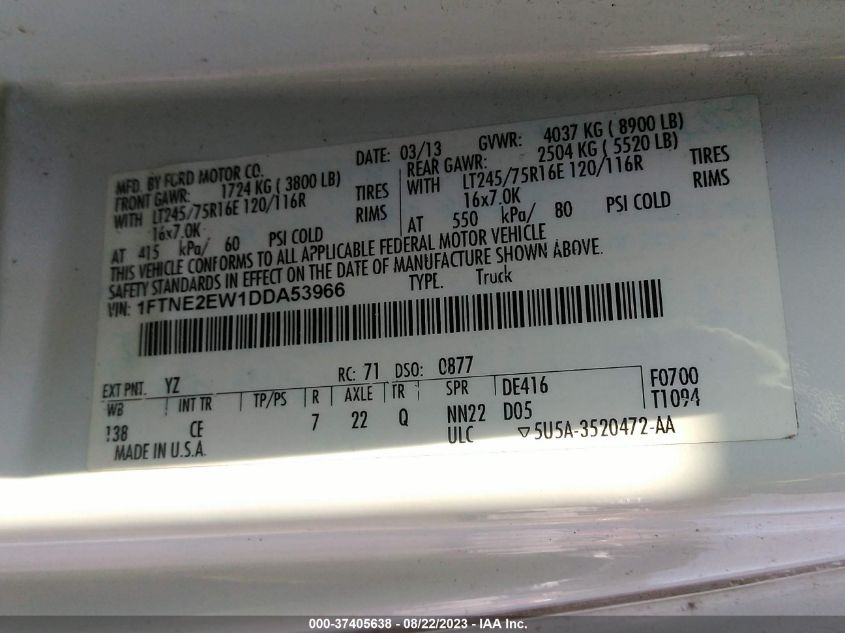 MFD. BY FORD MOTOR CO.
DATE: 03/13 GVWR: 4037 KG ( 8900 LB)
FRONT GAWR: 1724 KG ( 3800 LB)
REAR GAWR: 2504 KG ( 5520 LB)
WITH LT245/75R16E 120/116R TIRES
WITH LT245/75R16E 120/116R TIRES
16x7.0K RIMS
16x7.0K RIMS
AT 415 kPa/ 60 PSI COLD
AT 550 kPa/ 80 PSI COLD
THIS VEHICLE CONFORMS TO ALL APPLICABLE FEDERAL MOTOR VEHICLE
SAFETY STANDARDS IN EFFECT ON THE DATE OF MANUFACTURE SHOWN ABOVE.
VIN: 1FTNE2EW1DDA53966 TYPE. Truck
EXT PNT. YZ RC: 71 DSO: 0877
WB INT TR TP/PS R AXLE TR SPR DE416 F0700
138 CE 7 22 Q NN22 D05 T1094
MADE IN U.S.A. ULC ▽5U5A-3520472-AA
000-37405638 - 08/22/2023 - IAA Inc.